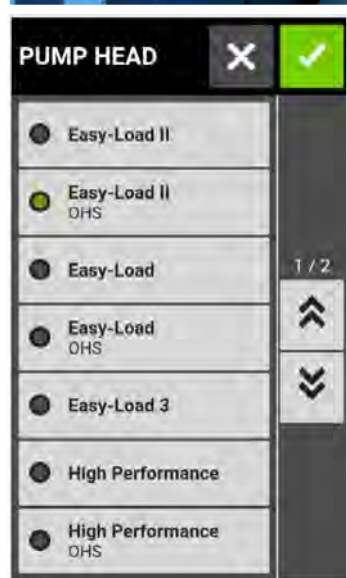 PUMP HEAD
Easy-Load II
Easy-Load II
OHS
Easy-Load
1 / 2
Easy-Load
OHS
Easy-Load 3
High Performance
High Performance
OHS